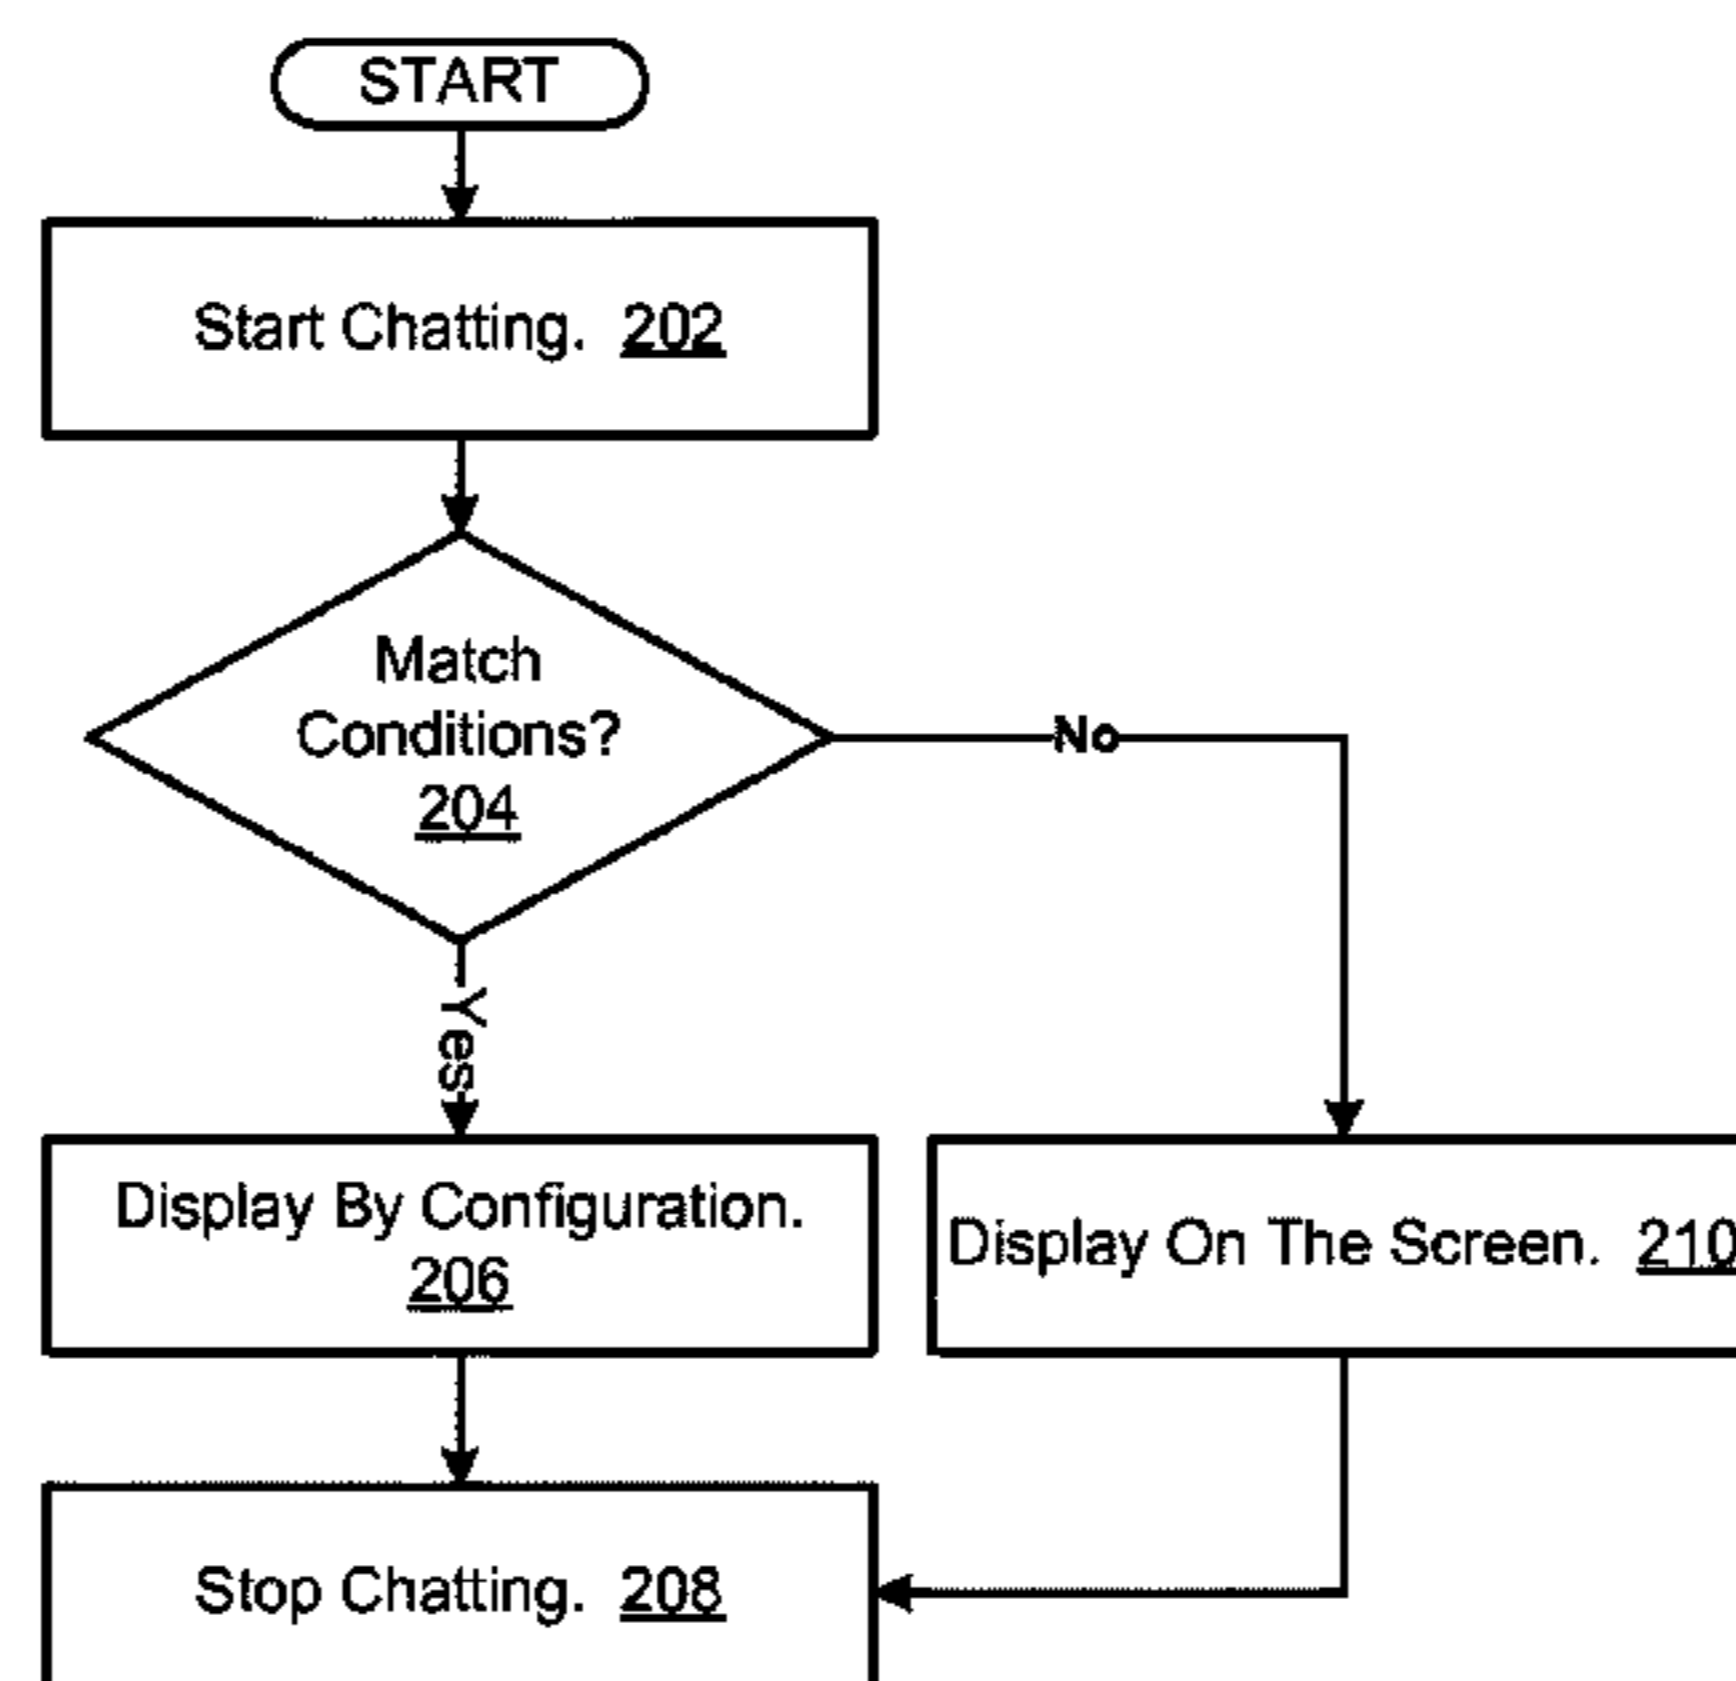 START
Start Chatting. 202
Match
Conditions?
204
No
Yes
Display By Configuration.
206
Display On The Screen. 210
Stop Chatting. 208